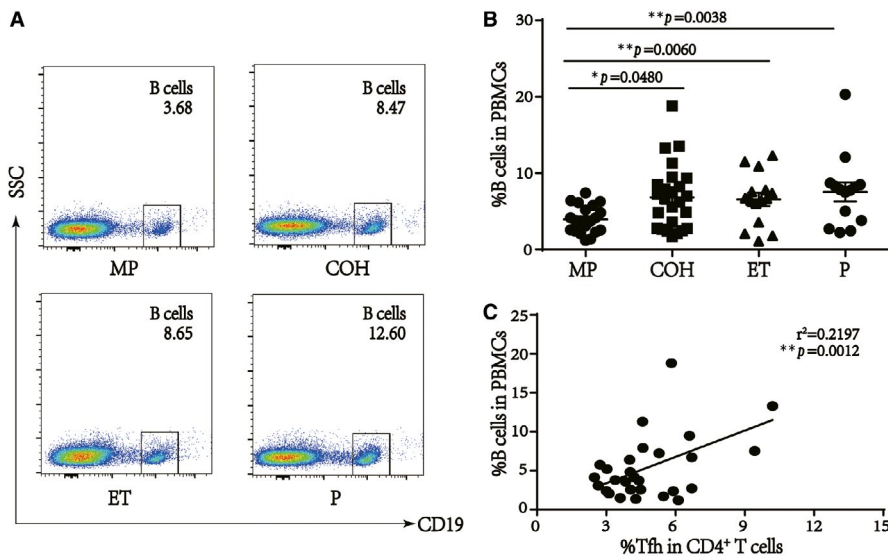 A
SSC
B cells
3.68
MP
B cells
8.47
COH
B cells
8.65
ET
B cells
12.60
P
CD19
B
%B cells in PBMCs
30
20
10
0
**p=0.0038
**p=0.0060
*p=0.0480
MP COH ET P
C
%B cells in PBMCs
25
20
15
10
5
0
r²=0.2197
**p=0.0012
0 3 6 9 12 15
%Tfh in CD4⁺ T cells